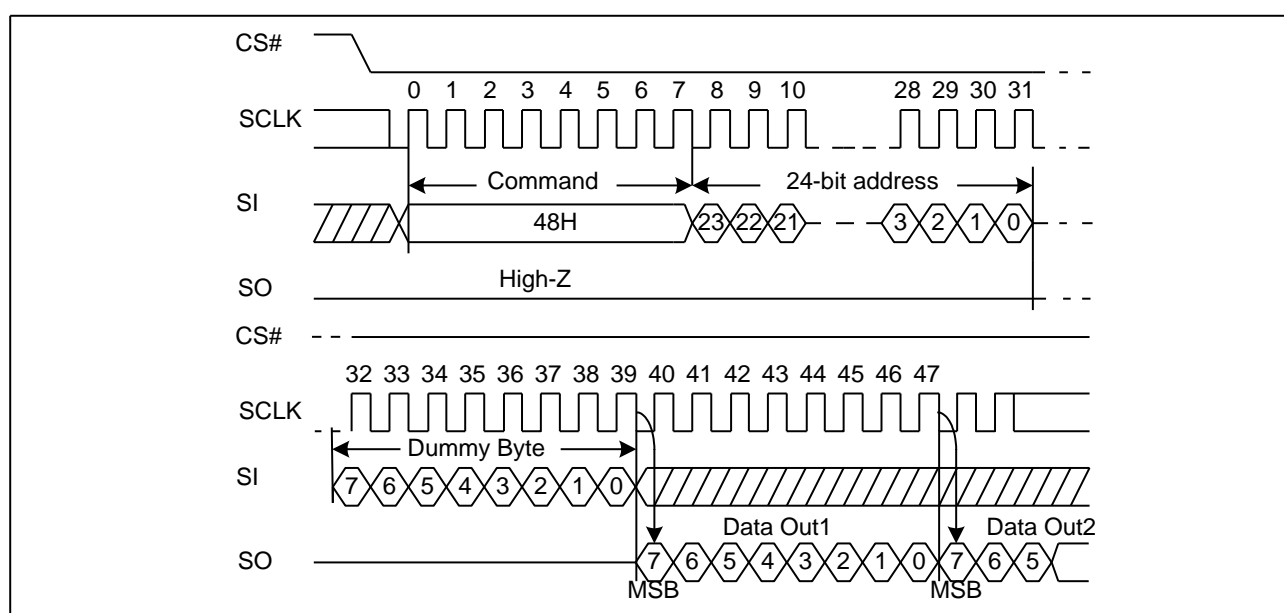 CS#
0 1 2 3 4 5 6 7 8 9 10 28 29 30 31
SCLK
Command 24-bit address
SI
48H 23 22 21 3 2 1 0
High-Z
SO
CS#
32 33 34 35 36 37 38 39 40 41 42 43 44 45 46 47
SCLK
Dummy Byte
SI
7 6 5 4 3 2 1 0
Data Out1 Data Out2
SO
7 6 5 4 3 2 1 0 7 6 5
MSB MSB